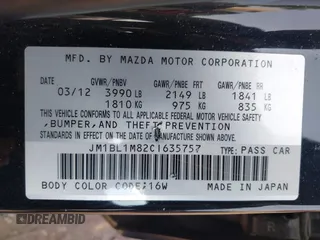 MFD. BY MAZDA MOTOR CORPORATION
GVWR/PNBV GAWR/PNBE FRT GAWR/PNBE RR
03/12 3990 LB 2149 LB 1841 LB
1810 KG 975 KG 835 KG
THIS VEHICLE CONFORMS TO ALL APPLICABLE FEDERAL MOTOR VEHICLE SAFETY,
BUMPER, AND THEFT PREVENTION
STANDARDS IN EFFECT ON THE DATE OF MANUFACTURE SHOWN ABOVE.
JM1BL1M82C1635757 TYPE: PASS CAR
BODY COLOR CODE: 16W MADE IN JAPAN